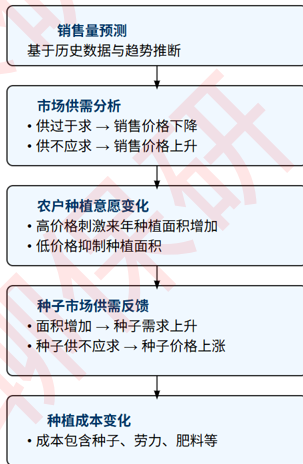 销售量预测
基于历史数据与趋势推断
市场供需分析
• 供过于求 → 销售价格下降
• 供不应求 → 销售价格上升
农户种植意愿变化
• 高价格刺激来年种植面积增加
• 低价格抑制种植面积
种子市场供需反馈
• 面积增加 → 种子需求上升
• 种子供不应求 → 种子价格上涨
种植成本变化
• 成本包含种子、劳力、肥料等
聊保研